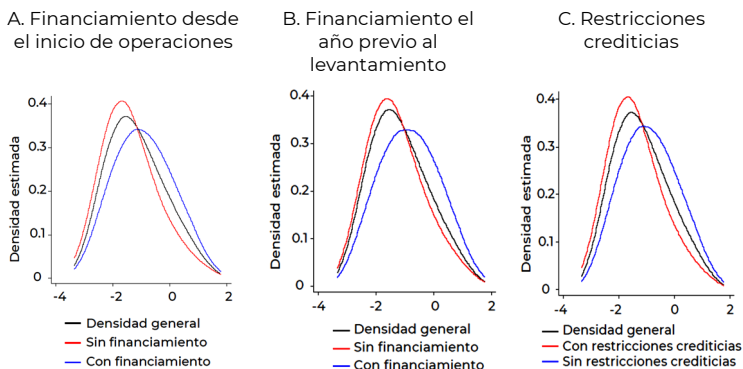 A. Financiamiento desde
el inicio de operaciones
Densidad estimada
0.4
0.3
0.2
0.1
0
-4
-2
0
2
Densidad general
Sin financiamiento
Con financiamiento
B. Financiamiento el
año previo al
levantamiento
Densidad estimada
0.4
0.3
0.2
0.1
0
-4
-2
0
2
Densidad general
Sin financiamiento
Con financiamiento
C. Restricciones
crediticias
Densidad estimada
0.4
0.3
0.2
0.1
0
-4
-2
0
2
Densidad general
Con restricciones crediticias
Sin restricciones crediticias